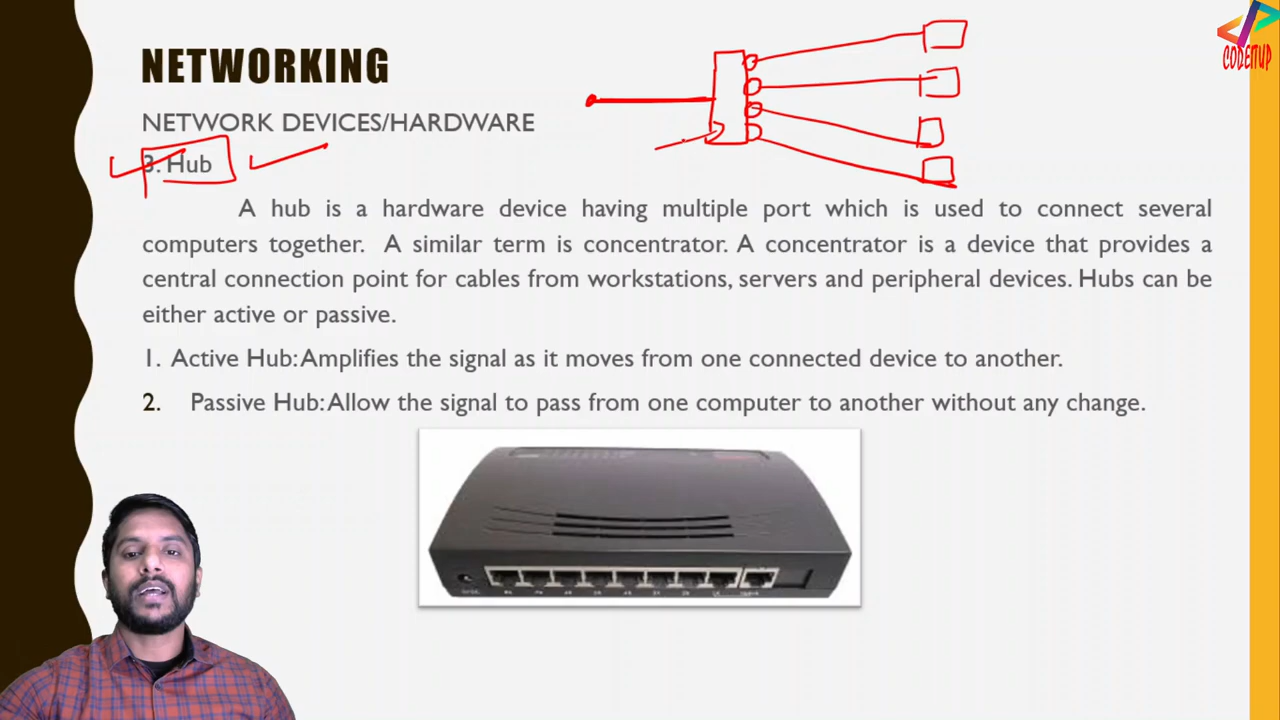 NETWORKING
NETWORK DEVICES/HARDWARE
3. Hub
A hub is a hardware device having multiple port which is used to connect several
computers together. A similar term is concentrator. A concentrator is a device that provides a
central connection point for cables from workstations, servers and peripheral devices. Hubs can be
either active or passive.
1. Active Hub: Amplifies the signal as it moves from one connected device to another.
2. Passive Hub: Allow the signal to pass from one computer to another without any change.
CODEITUP